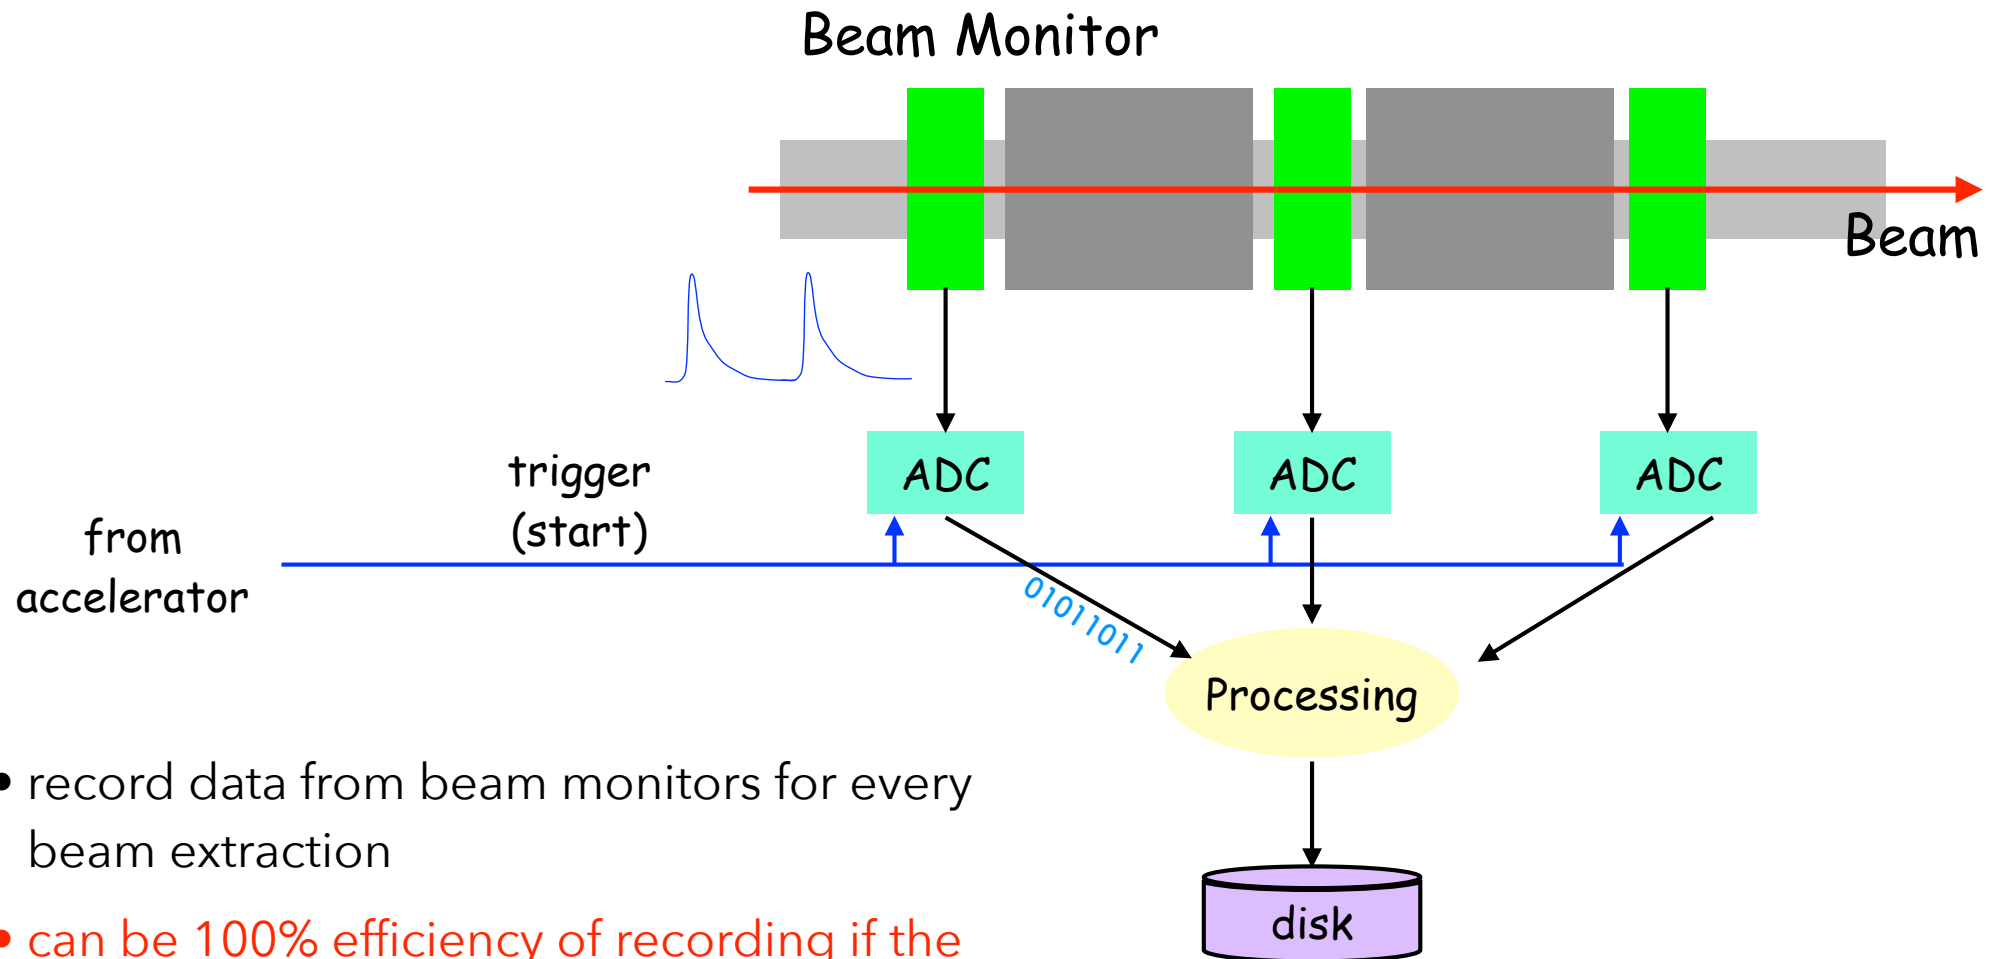 Beam Monitor
Beam
ADC
ADC
ADC
trigger
(start)
from
accelerator
01011011
Processing
• record data from beam monitors for every
beam extraction
disk
• can be 100% efficiency of recording if the